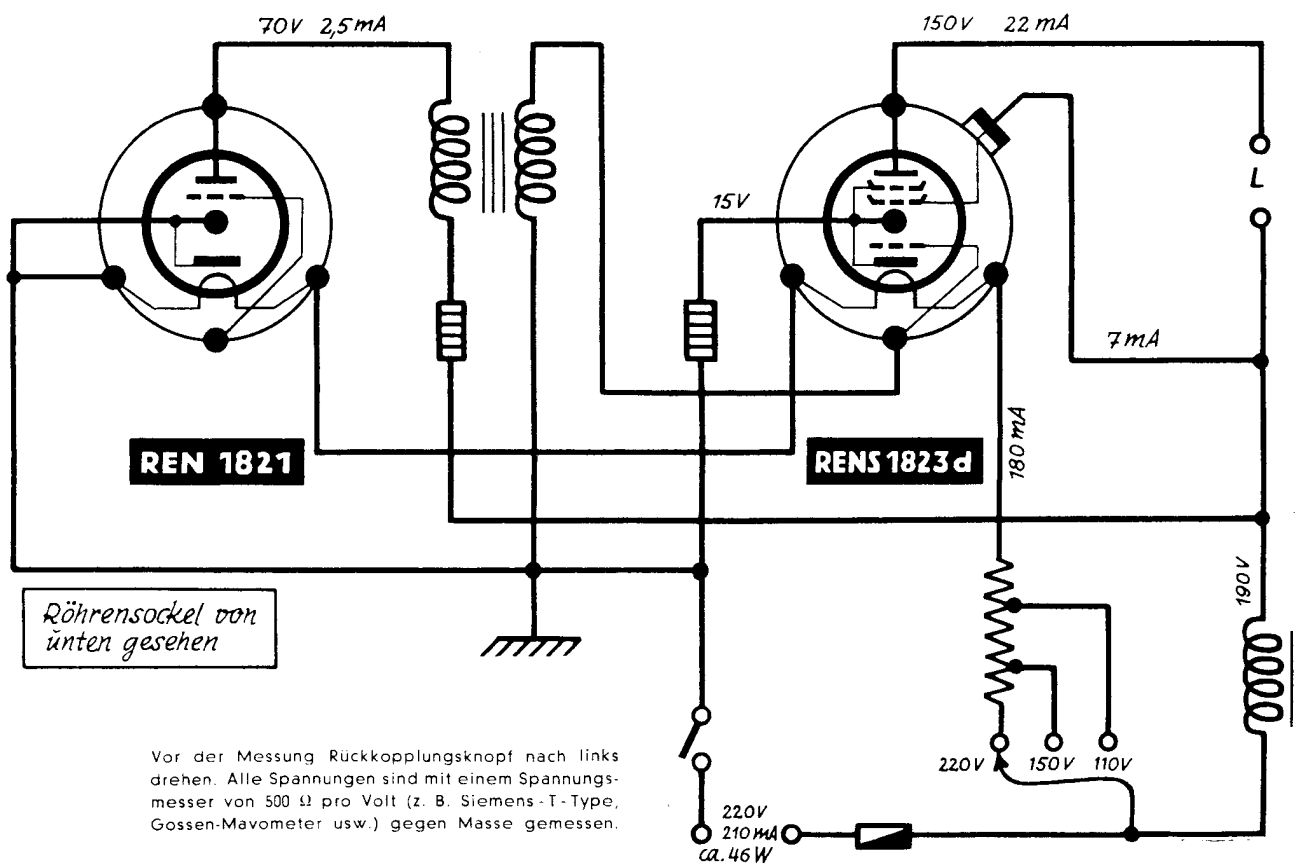 70V 2,5mA
150V 22mA
15V
L
7mA
REN 1821
RENS 1823d
180mA
190V
Röhrensockel von
unten gesehen
Vor der Messung Rückkopplungsknopf nach links
drehen. Alle Spannungen sind mit einem Spannungs-
messer von 500 Ω pro Volt (z. B. Siemens-T-Type,
Gossen-Mavometer usw.) gegen Masse gemessen.
220V 150V 110V
220V
210mA
ca. 46W